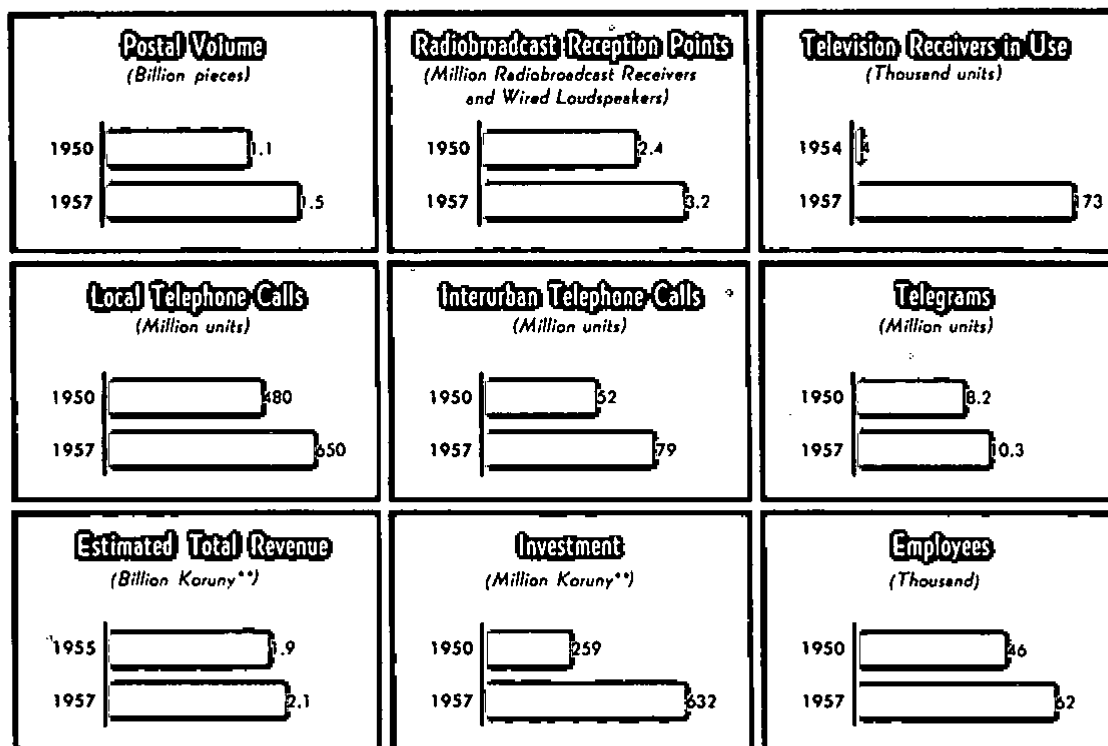 Postal Volume
(Billion pieces)
1950 1.1
1957 1.5
Radiobroadcast Reception Points
(Million Radiobroadcast Receivers
and Wired Loudspeakers)
1950 2.4
1957 3.2
Television Receivers in Use
(Thousand units)
1954 4
1957 173
Local Telephone Calls
(Million units)
1950 480
1957 650
Interurban Telephone Calls
(Million units)
1950 52
1957 79
Telegrams
(Million units)
1950 8.2
1957 10.3
Estimated Total Revenue
(Billion Koruny**)
1955 1.9
1957 2.1
Investment
(Million Koruny**)
1950 259
1957 632
Employees
(Thousand)
1950 46
1957 62